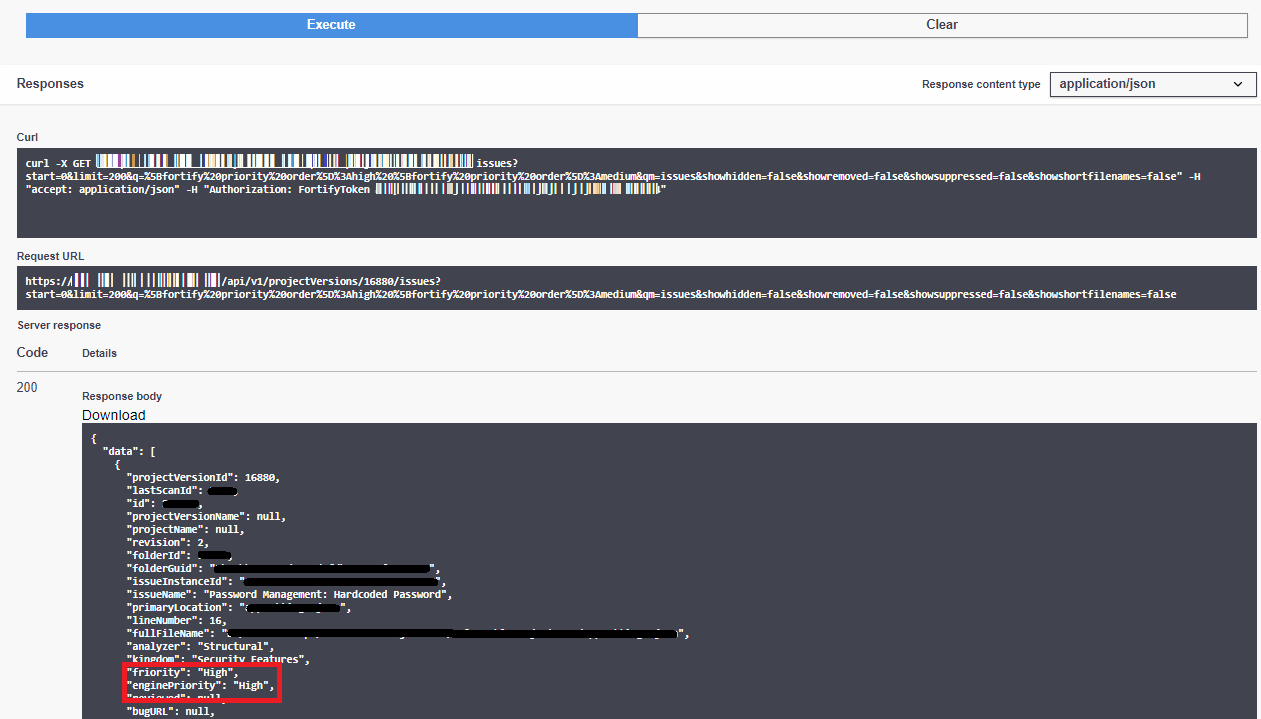 Execute
Clear
Responses
Response content type
application/json
Curl
curl -X GET issues?
start=0&limit=200&q=%5Bfortify%20priority%20order%5D%3Ahigh%20%5Bfortify%20priority%20order%5D%3Amedium&qm=issues&showhidden=false&showremoved=false&showsuppressed=false&showshortfilenames=false" -H
"accept: application/json" -H "Authorization: FortifyToken "
Request URL
https:// /api/v1/projectVersions/16880/issues?
start=0&limit=200&q=%5Bfortify%20priority%20order%5D%3Ahigh%20%5Bfortify%20priority%20order%5D%3Amedium&qm=issues&showhidden=false&showremoved=false&showsuppressed=false&showshortfilenames=false
Server response
Code
Details
200
Response body
Download
{
"data": [
{
"projectVersionId": 16880,
"lastScanId":
"id": ,
"projectVersionName": null,
"projectName": null,
"revision": 2,
"folderId": ,
"folderGuid": " ",
"issueInstanceId": " ",
"issueName": "Password Management: Hardcoded Password",
"primaryLocation": " ",
"lineNumber": 16,
"fullFileName": " ",
"analyzer": "Structural",
"kingdom": "Security Features",
"friority": "High",
"enginePriority": "High",
"reviewed": null,
"bugURL": null,